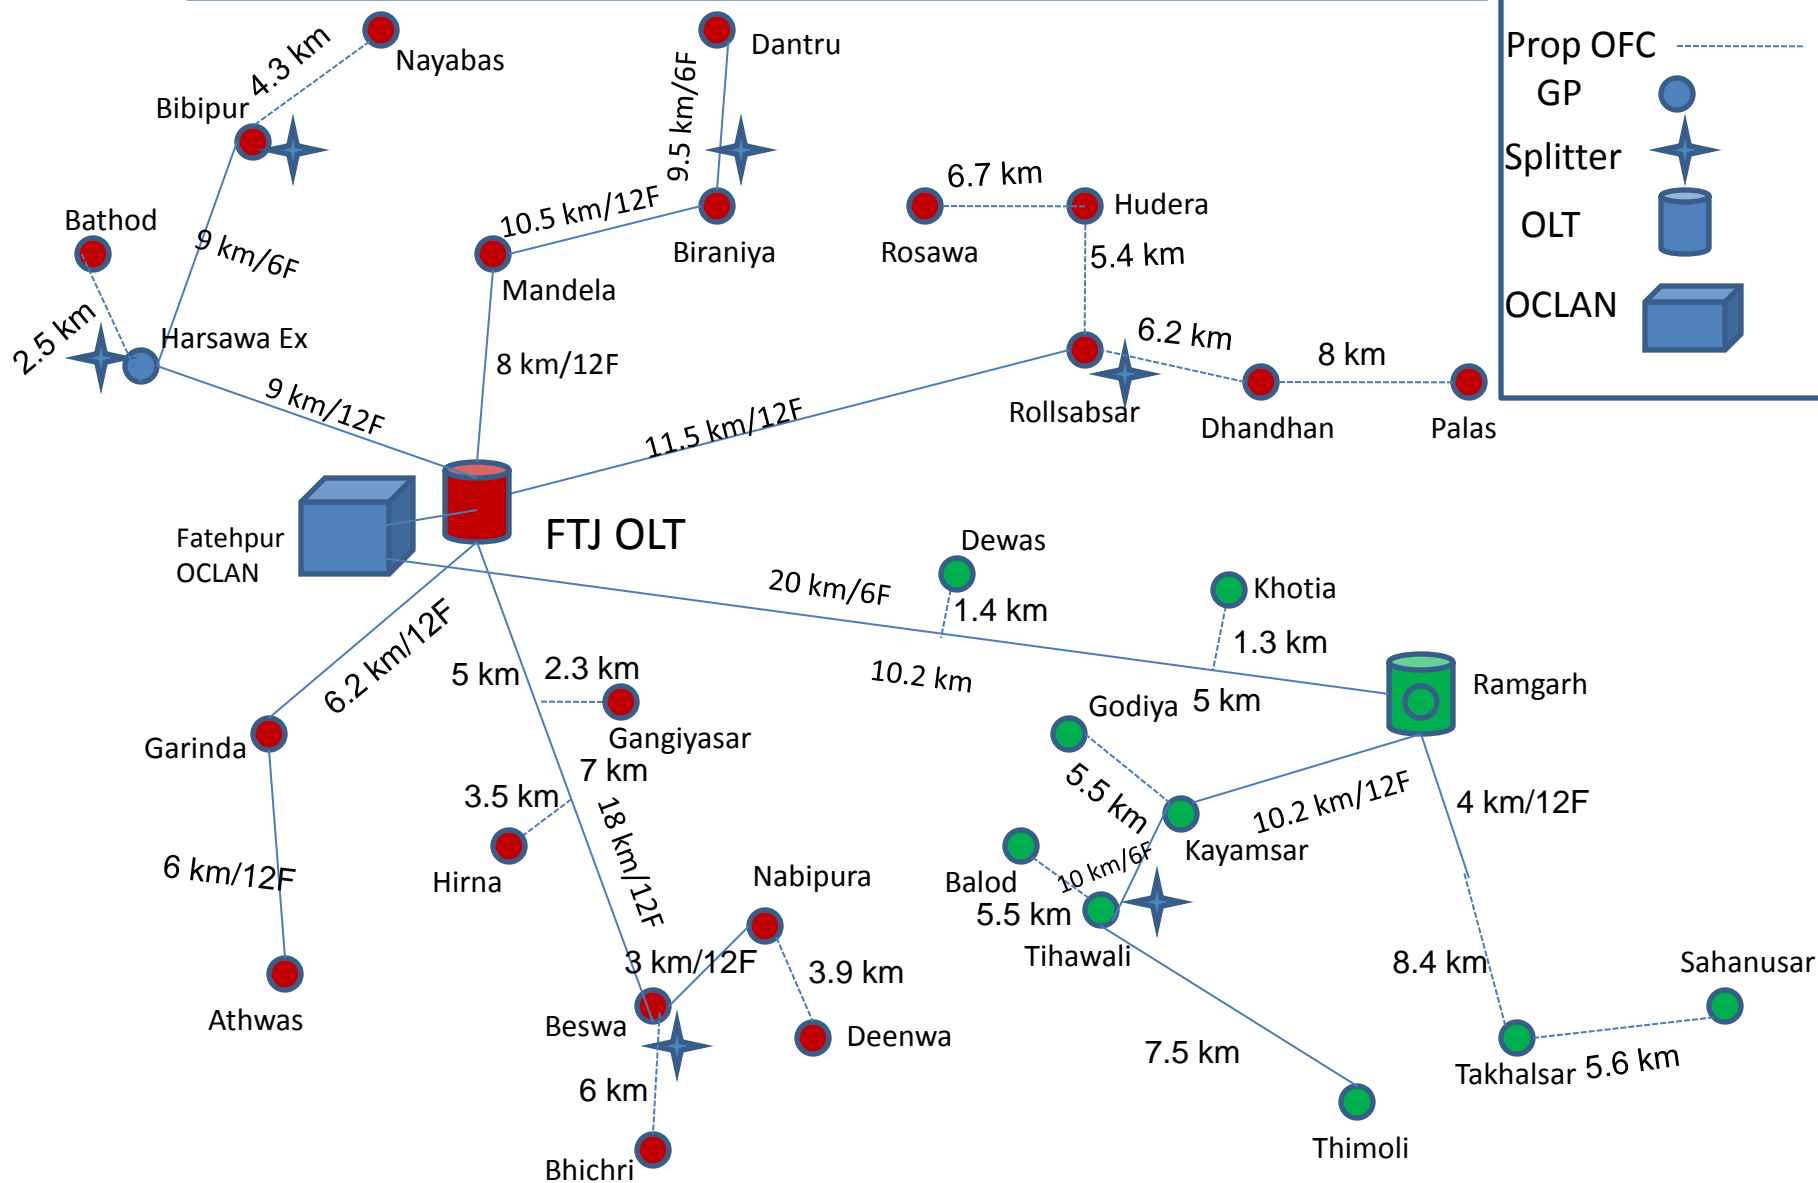 Nayabas
4.3 km
Bibipur
Dantru
9.5 km/6F
Prop OFC
GP
Splitter
OLT
OCLAN
Bathod
9 km/6F
10.5 km/12F
Biraniya
Mandela
6.7 km
Hudera
Rosawa
5.4 km
2.5 km
Harsawa Ex
9 km/12F
8 km/12F
6.2 km
8 km
Rollsabsar
Dhandhan
Palas
11.5 km/12F
Fatehpur
OCLAN
FTJ OLT
Dewas
20 km/6F
1.4 km
Khotia
1.3 km
10.2 km
5 km
Ramgarh
6.2 km/12F
5 km
2.3 km
Gangiyasar
Garinda
7 km
3.5 km
Hirna
18 km/12F
Godiya
5.5 km
10.2 km/12F
4 km/12F
Kayamsar
10 km/6F
Balod
5.5 km
Tihawali
6 km/12F
Athwas
Nabipura
3 km/12F
3.9 km
Beswa
Deenwa
6 km
Bhichri
8.4 km
Sahanusar
Takhalsar
5.6 km
7.5 km
Thimoli